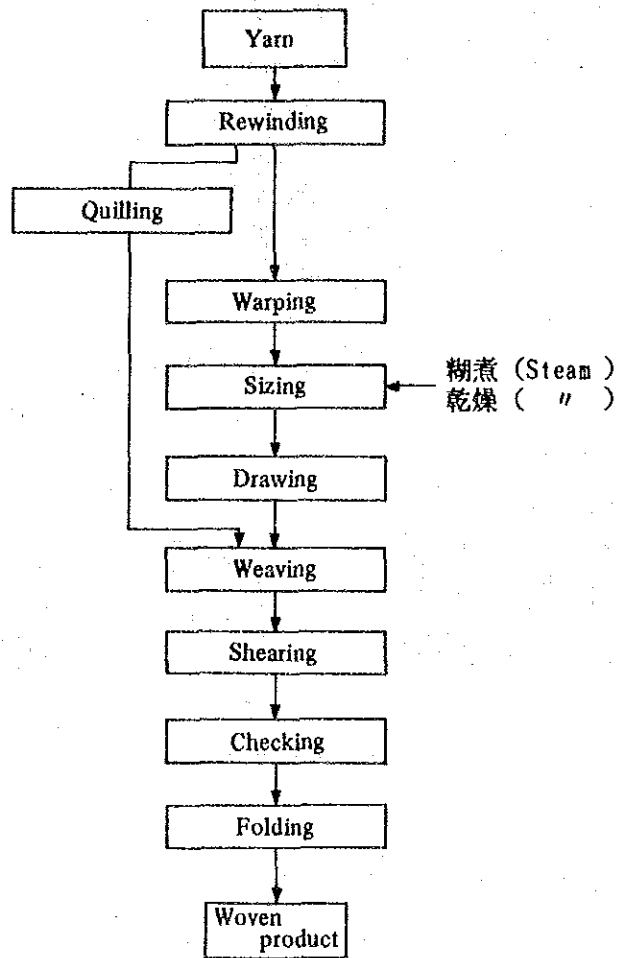 Yarn
Rewinding
Quilling
Warping
Sizing
糊煮 (Steam )
乾燥 ( 〃 )
Drawing
Weaving
Shearing
Checking
Folding
Woven
product